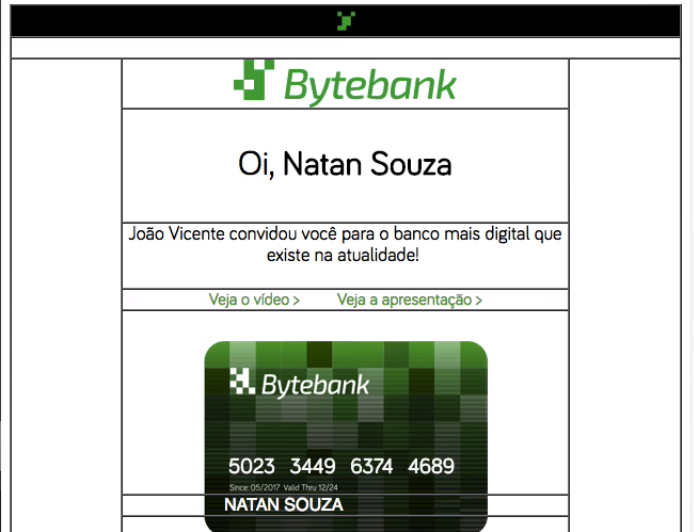 Bytebank
Oi, Natan Souza
João Vicente convidou você para o banco mais digital que
existe na atualidade!
Veja o vídeo > Veja a apresentação >
Bytebank
5023 3449 6374 4689
Since: 05/2017 Valid Thru 12/24
NATAN SOUZA